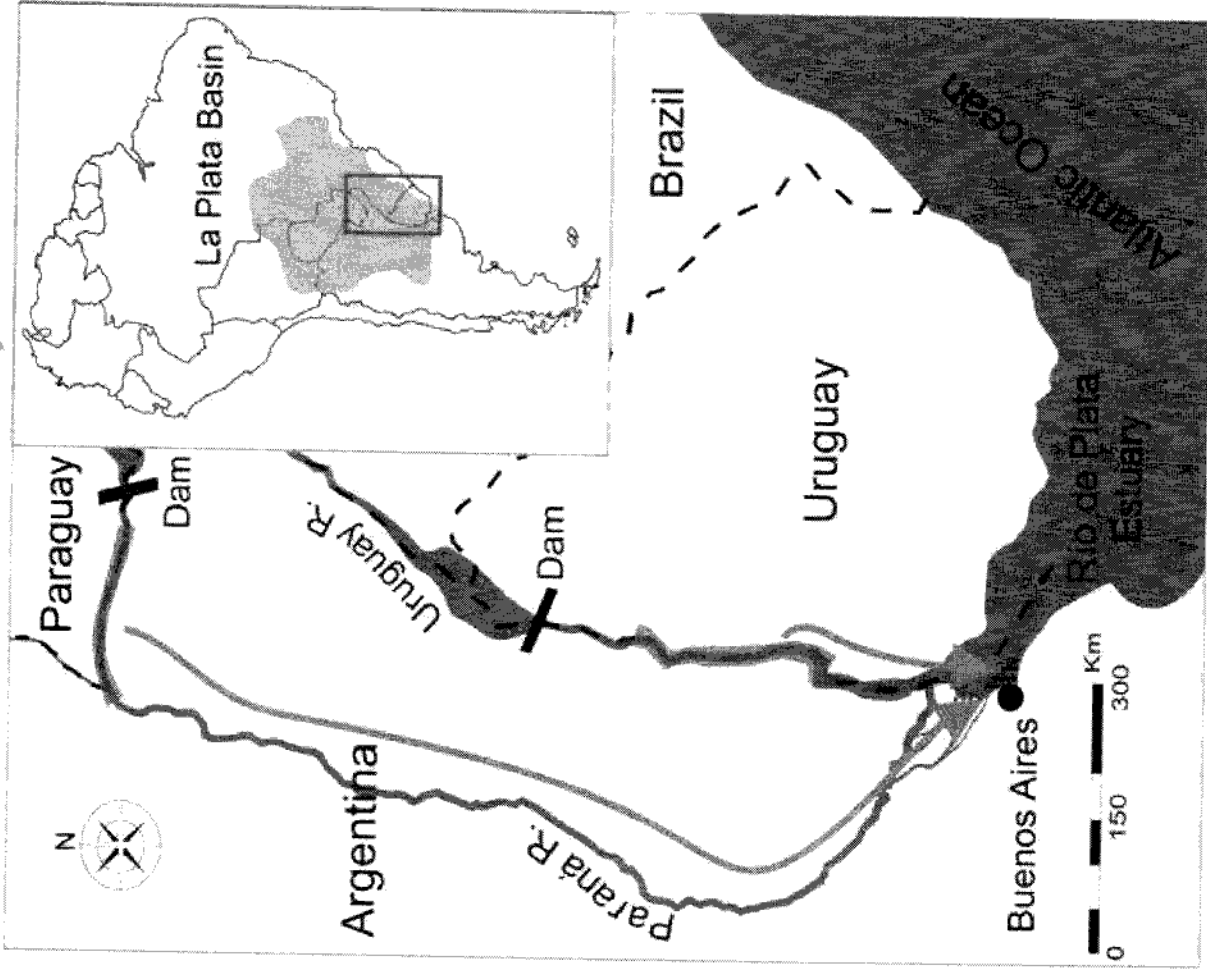 La Plata Basin
Paraguay
Dam
Uruguay R.
Brazil
N
Argentina
Dam
Uruguay
Atlantic Ocean
Paraná R.
Rio de Plata
Estuary
Buenos Aires
0 150 300
Km